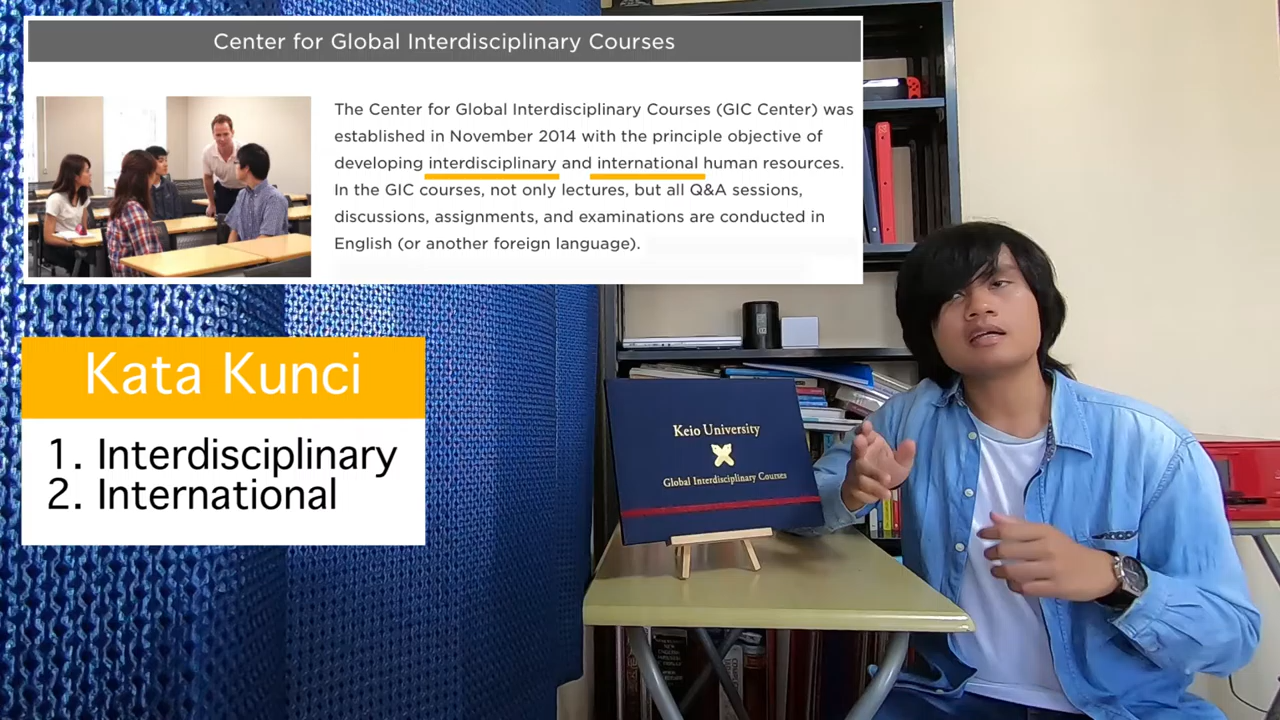 Center for Global Interdisciplinary Courses
The Center for Global Interdisciplinary Courses (GIC Center) was
established in November 2014 with the principle objective of
developing interdisciplinary and international human resources.
In the GIC courses, not only lectures, but all Q&A sessions,
discussions, assignments, and examinations are conducted in
English (or another foreign language).
Kata Kunci
1. Interdisciplinary
2. International
Keio University
Global Interdisciplinary Courses